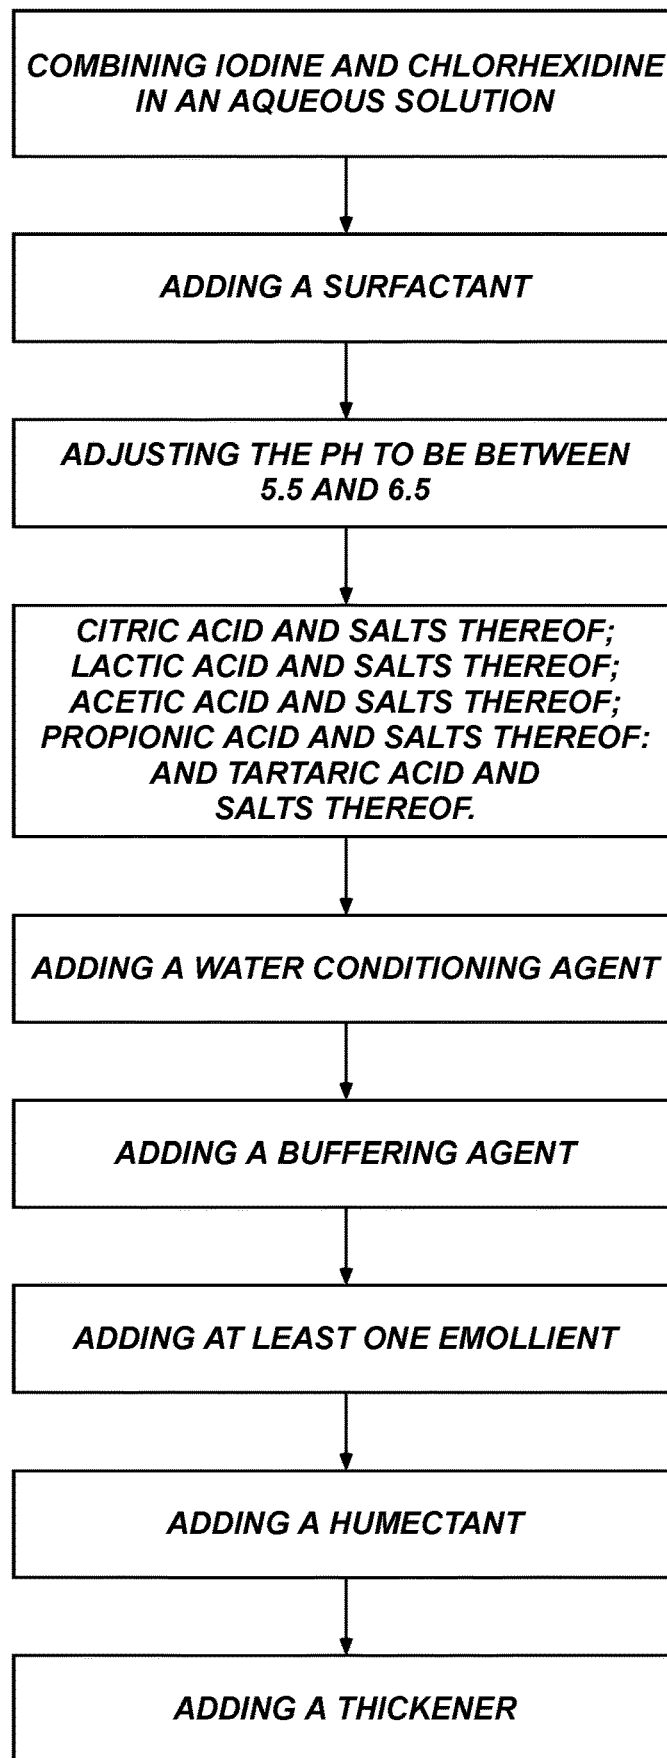 COMBINING IODINE AND CHLORHEXIDINE
IN AN AQUEOUS SOLUTION
ADDING A SURFACTANT
ADJUSTING THE PH TO BE BETWEEN
5.5 AND 6.5
CITRIC ACID AND SALTS THEREOF;
LACTIC ACID AND SALTS THEREOF;
ACETIC ACID AND SALTS THEREOF;
PROPIONIC ACID AND SALTS THEREOF:
AND TARTARIC ACID AND
SALTS THEREOF.
ADDING A WATER CONDITIONING AGENT
ADDING A BUFFERING AGENT
ADDING AT LEAST ONE EMOLLIENT
ADDING A HUMECTANT
ADDING A THICKENER